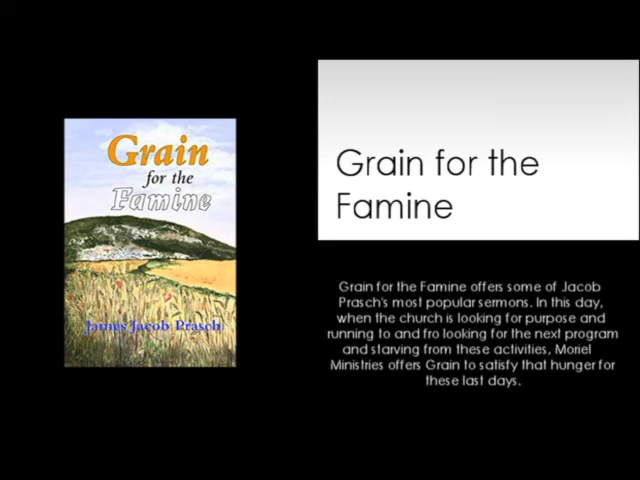 Grain
for the
Famine
James Jacob Prasch
Grain for the
Famine
Grain for the Famine offers some of Jacob
Prasch's most popular sermons. In this day,
when the church is looking for purpose and
running to and fro looking for the next program
and starving from these activities, Moriel
Ministries offers Grain to satisfy that hunger for
these last days.